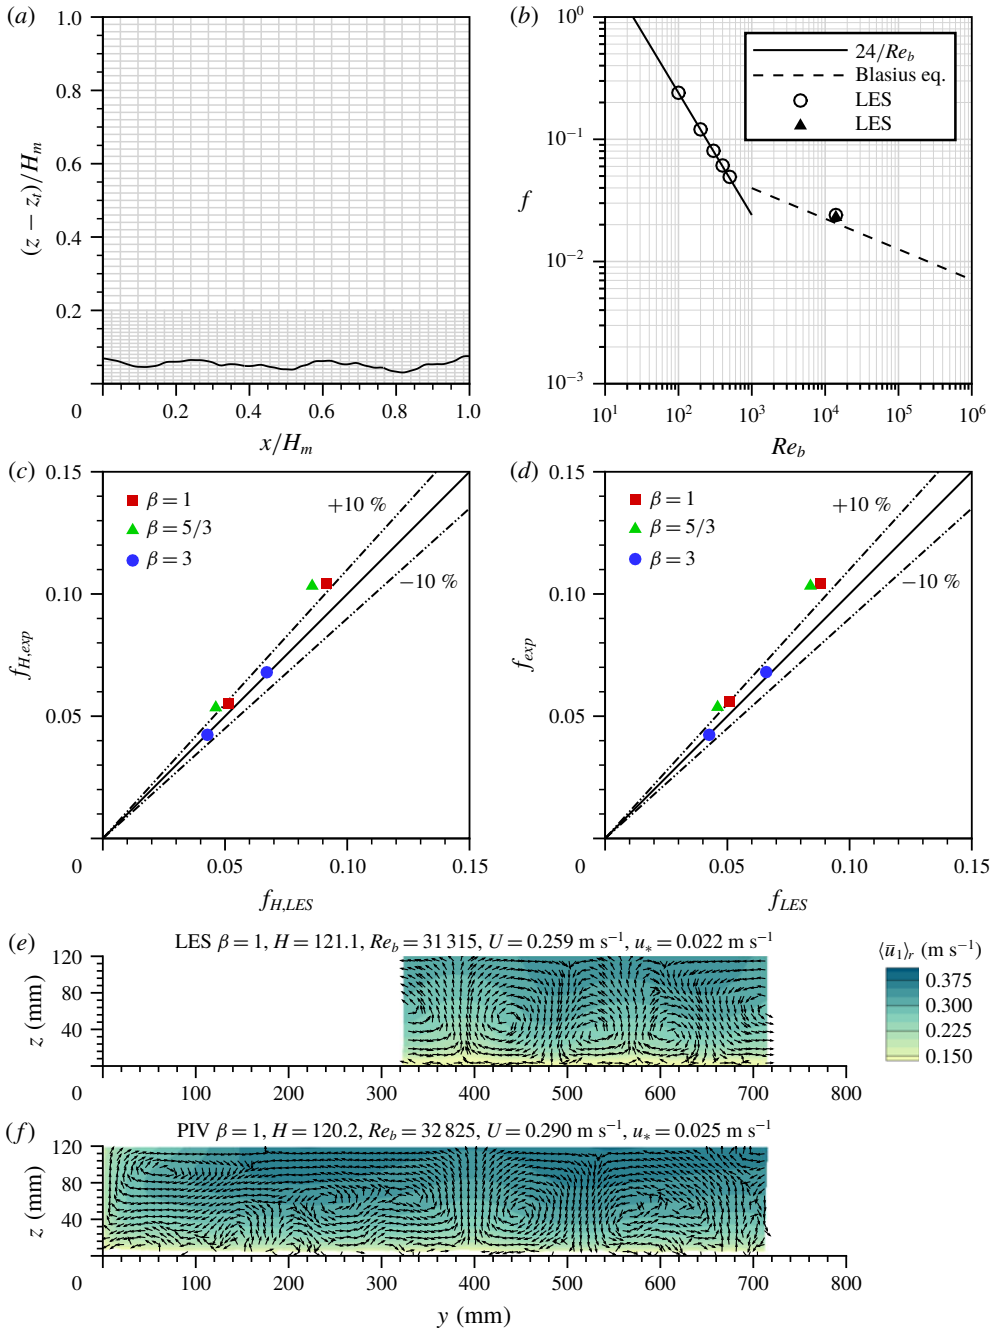 (a)
1.0
0.8
0.6
0.4
0.2
0
0.2
0.4
0.6
0.8
1.0
(z − z_t)/H_m
x/H_m
(b)
10^0
10^−1
10^−2
10^−3
10^1
10^2
10^3
10^4
10^5
10^6
f
Re_b
24/Re_b
Blasius eq.
LES
LES
(c)
0.15
0.10
0.05
0
0.05
0.10
0.15
f_{H,exp}
f_{H,LES}
β = 1
β = 5/3
β = 3
+10 %
−10 %
(d)
0.15
0.10
0.05
0
0.05
0.10
0.15
f_{exp}
f_{LES}
β = 1
β = 5/3
β = 3
+10 %
−10 %
(e)
LES β = 1, H = 121.1, Re_b = 31 315, U = 0.259 m s^−1, u_* = 0.022 m s^−1
120
80
40
z (mm)
0
100
200
300
400
500
600
700
800
⟨ū_1⟩_r (m s^−1)
0.375
0.300
0.225
0.150
(f)
PIV β = 1, H = 120.2, Re_b = 32 825, U = 0.290 m s^−1, u_* = 0.025 m s^−1
120
80
40
z (mm)
0
100
200
300
400
500
600
700
800
y (mm)